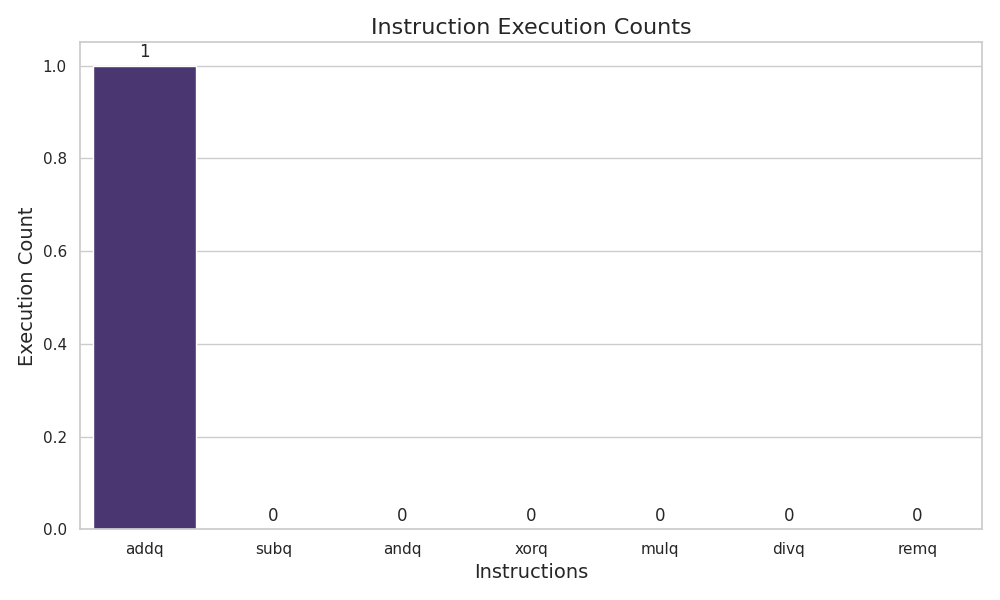 Instruction Execution Counts
1
1.0
0.8
0.6
0.4
0.2
0.0
Execution Count
0 0 0 0 0 0
addq subq andq xorq mulq divq remq
Instructions